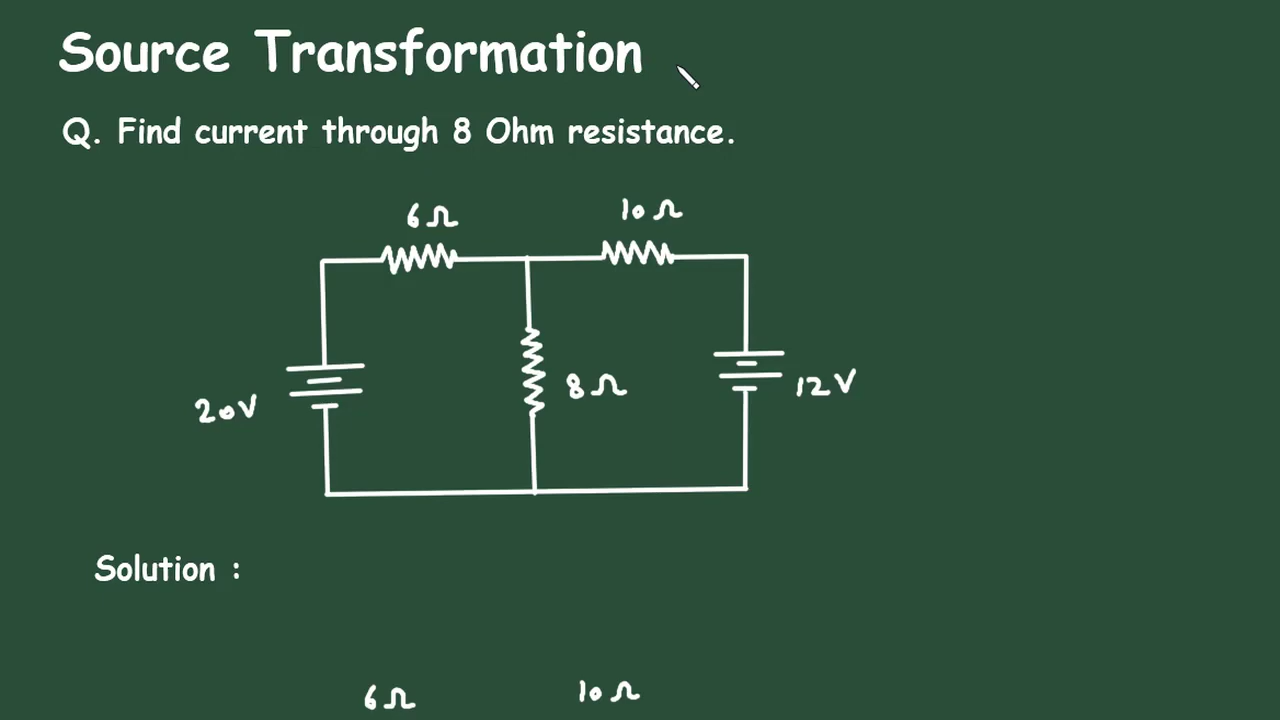 Source Transformation
Q. Find current through 8 Ohm resistance.
6Ω
10Ω
20V
8Ω
12V
Solution :
6Ω
10Ω